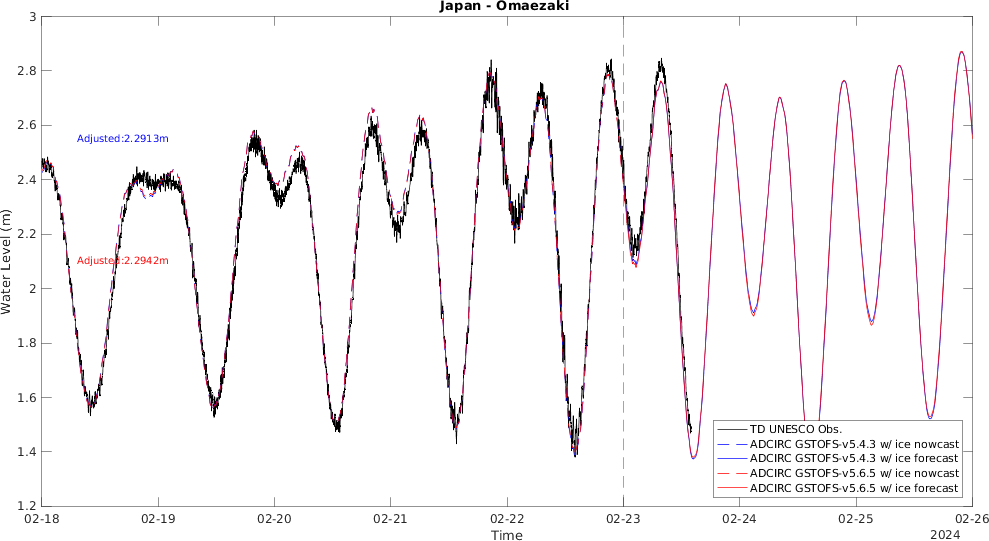 Japan - Omaezaki
3
2.8
2.6
2.4
2.2
2
1.8
1.6
1.4
1.2
Water Level (m)
Adjusted:2.2913m
Adjusted:2.2942m
TD UNESCO Obs.
ADCIRC GSTOFS-v5.4.3 w/ ice nowcast
ADCIRC GSTOFS-v5.4.3 w/ ice forecast
ADCIRC GSTOFS-v5.6.5 w/ ice nowcast
ADCIRC GSTOFS-v5.6.5 w/ ice forecast
02-18 02-19 02-20 02-21 02-22 02-23 02-24 02-25 02-26
Time
2024